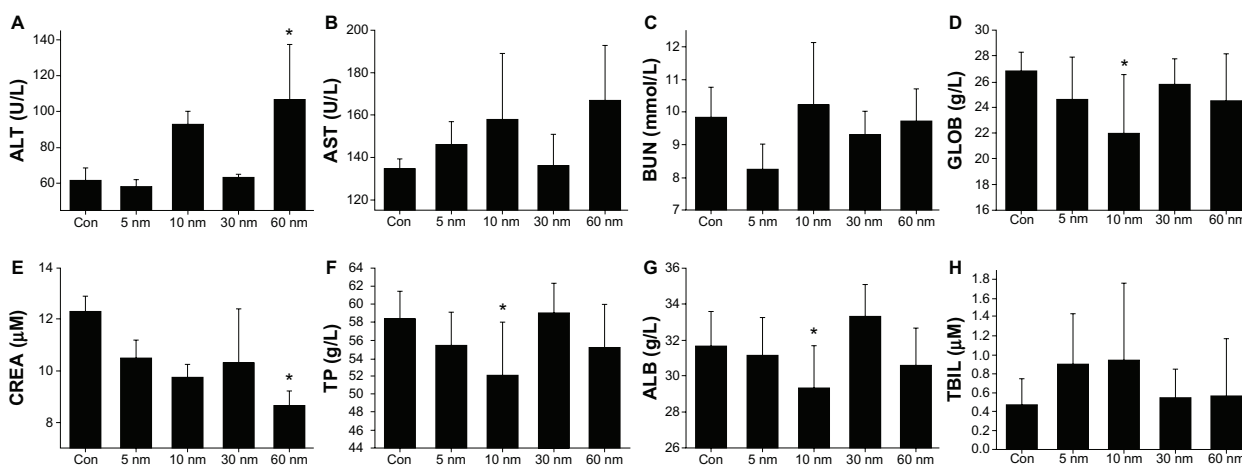 A
ALT (U/L)
140
120
100
80
60
*
Con 5 nm 10 nm 30 nm 60 nm
B
AST (U/L)
200
180
160
140
120
Con 5 nm 10 nm 30 nm 60 nm
C
BUN (mmol/L)
12
11
10
9
8
7
Con 5 nm 10 nm 30 nm 60 nm
D
GLOB (g/L)
30
28
26
24
22
20
18
16
*
Con 5 nm 10 nm 30 nm 60 nm
E
CREA (µM)
14
12
10
8
*
Con 5 nm 10 nm 30 nm 60 nm
F
TP (g/L)
64
62
60
58
56
54
52
50
48
46
44
*
Con 5 nm 10 nm 30 nm 60 nm
G
ALB (g/L)
36
34
32
30
28
26
*
Con 5 nm 10 nm 30 nm 60 nm
H
TBIL (µM)
1.8
1.6
1.4
1.2
1.0
0.8
0.6
0.4
0.2
0.0
Con 5 nm 10 nm 30 nm 60 nm